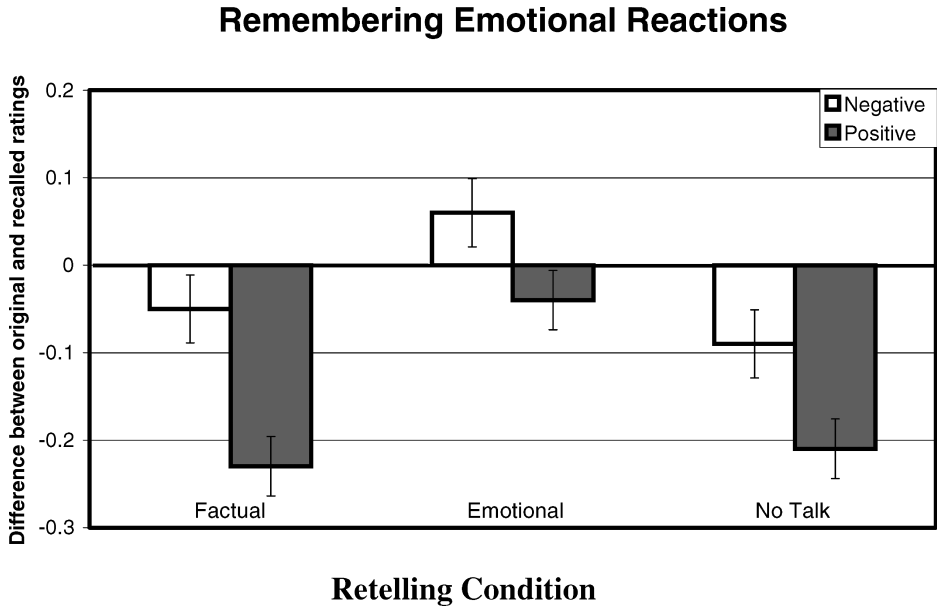 Remembering Emotional Reactions
Difference between original and recalled ratings
0.2
0.1
0
-0.1
-0.2
-0.3
Negative
Positive
Factual
Emotional
No Talk
Retelling Condition